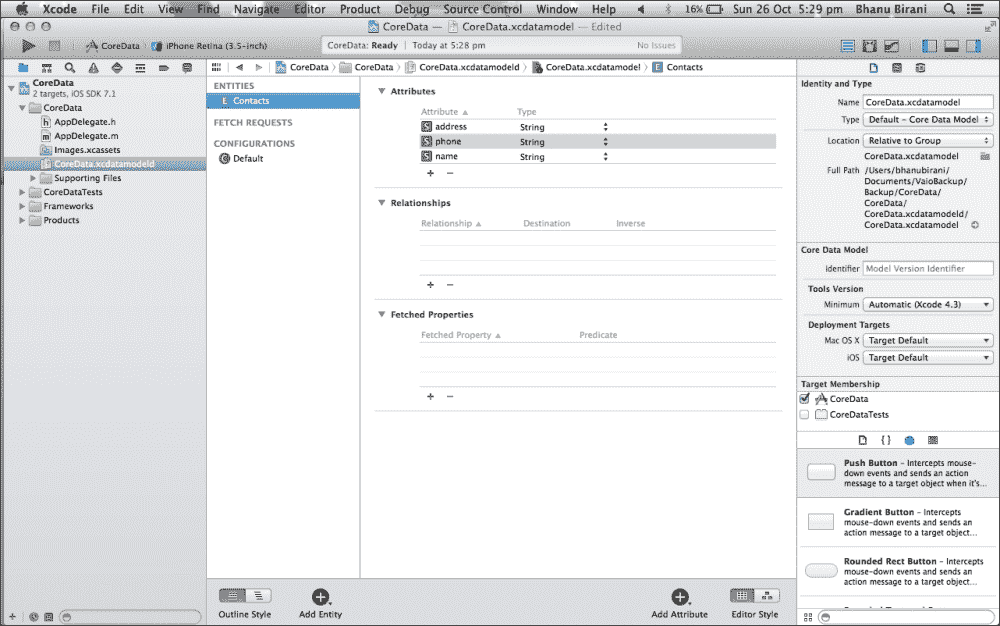 Xcode File Edit View Find Navigate Editor Product Debug Source Control Window Help 16% Sun 26 Oct 5:29 pm Bhanu Birani
CoreData — CoreData.xcdatamodel — Edited
CoreData iPhone Retina (3.5-inch)
CoreData: Ready | Today at 5:28 pm No Issues
CoreData CoreData CoreData.xcdatamodeld CoreData.xcdatamodel E Contacts
CoreData
2 targets, iOS SDK 7.1
CoreData
h AppDelegate.h
m AppDelegate.m
Images.xcassets
CoreData.xcdatamodeld
Supporting Files
CoreDataTests
Frameworks
Products
ENTITIES
E Contacts
FETCH REQUESTS
CONFIGURATIONS
C Default
Attributes
Attribute Type
S address String
S phone String
S name String
+ −
Relationships
Relationship Destination Inverse
+ −
Fetched Properties
Fetched Property Predicate
+ −
Outline Style
Add Entity
Add Attribute
Editor Style
Identity and Type
Name CoreData.xcdatamodel
Type Default - Core Data Model
Location Relative to Group
CoreData.xcdatamodel
Full Path /Users/bhanubirani/
Documents/VaioBackup/
Backup/CoreData/
CoreData/
CoreData.xcdatamodeld/
CoreData.xcdatamodel
Core Data Model
Identifier Model Version Identifier
Tools Version
Minimum Automatic (Xcode 4.3)
Deployment Targets
Mac OS X Target Default
iOS Target Default
Target Membership
CoreData
CoreDataTests
{ }
Push Button - Intercepts mouse-
down events and sends an action
message to a target object when it's...
Gradient Button - Intercepts
mouse-down events and sends an
action message to a target object...
Rounded Rect Button - Intercepts
mouse-down events and sends an
action message to a target object...